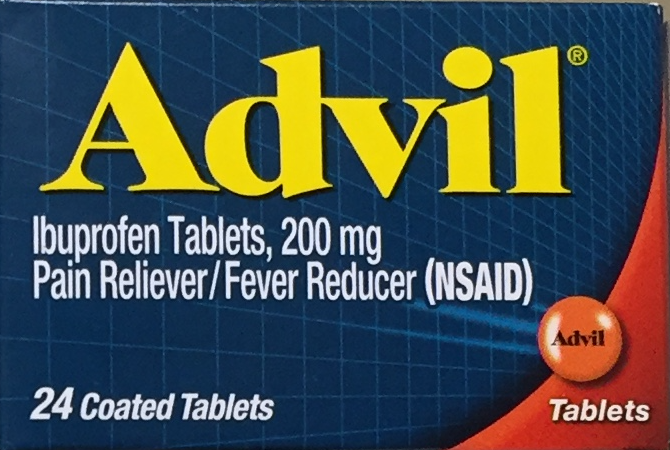 Advil®
Ibuprofen Tablets, 200 mg
Pain Reliever/Fever Reducer (NSAID)
Advil
24 Coated Tablets
Tablets